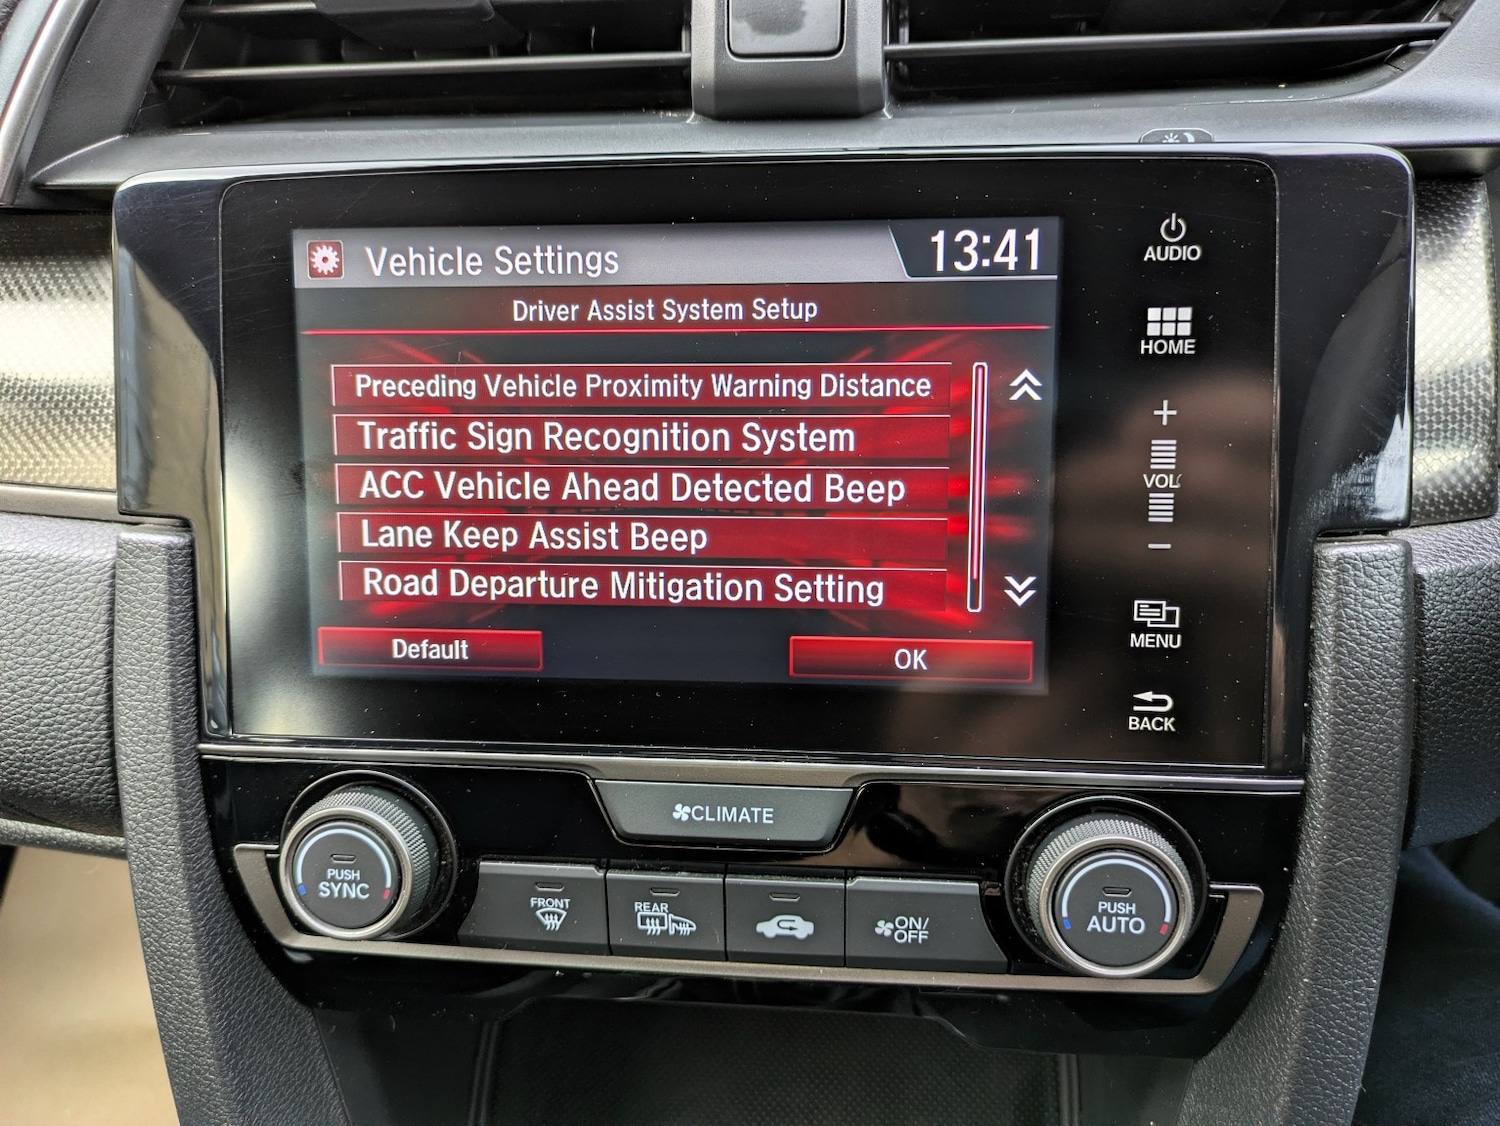 Vehicle Settings
13:41
Driver Assist System Setup
Preceding Vehicle Proximity Warning Distance
Traffic Sign Recognition System
ACC Vehicle Ahead Detected Beep
Lane Keep Assist Beep
Road Departure Mitigation Setting
Default
OK
AUDIO
HOME
+
VOL
−
MENU
BACK
CLIMATE
PUSH
SYNC
FRONT
REAR
ON/
OFF
PUSH
AUTO